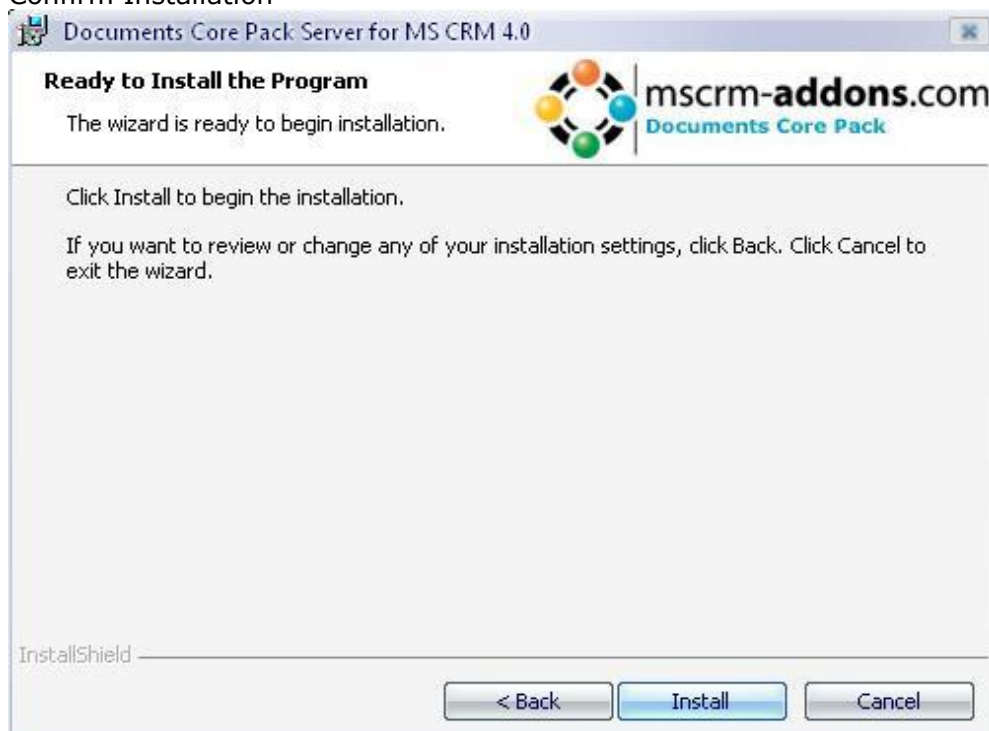 Confirm Installation
Documents Core Pack Server for MS CRM 4.0
Ready to Install the Program
The wizard is ready to begin installation.
mscrm-addons.com
Documents Core Pack
Click Install to begin the installation.
If you want to review or change any of your installation settings, click Back. Click Cancel to
exit the wizard.
InstallShield
< Back Install Cancel